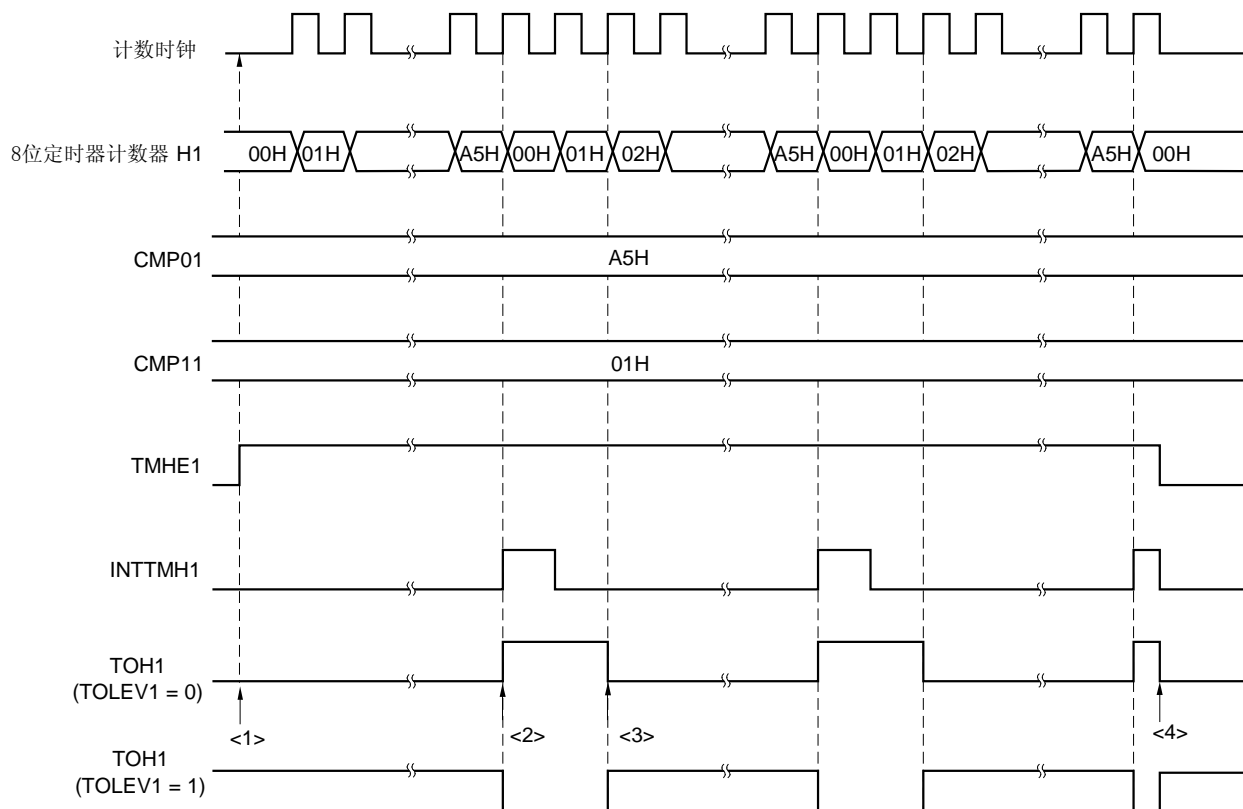 计数时钟
8位定时器计数器 H1
00H 01H A5H 00H 01H 02H A5H 00H 01H 02H A5H 00H
CMP01
A5H
CMP11
01H
TMHE1
INTTMH1
TOH1
(TOLEV1 = 0)
<1> <2> <3> <4>
TOH1
(TOLEV1 = 1)